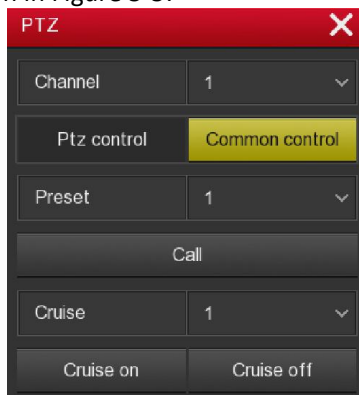 PTZ
Channel 1
Ptz control Common control
Preset 1
Call
Cruise 1
Cruise on Cruise off